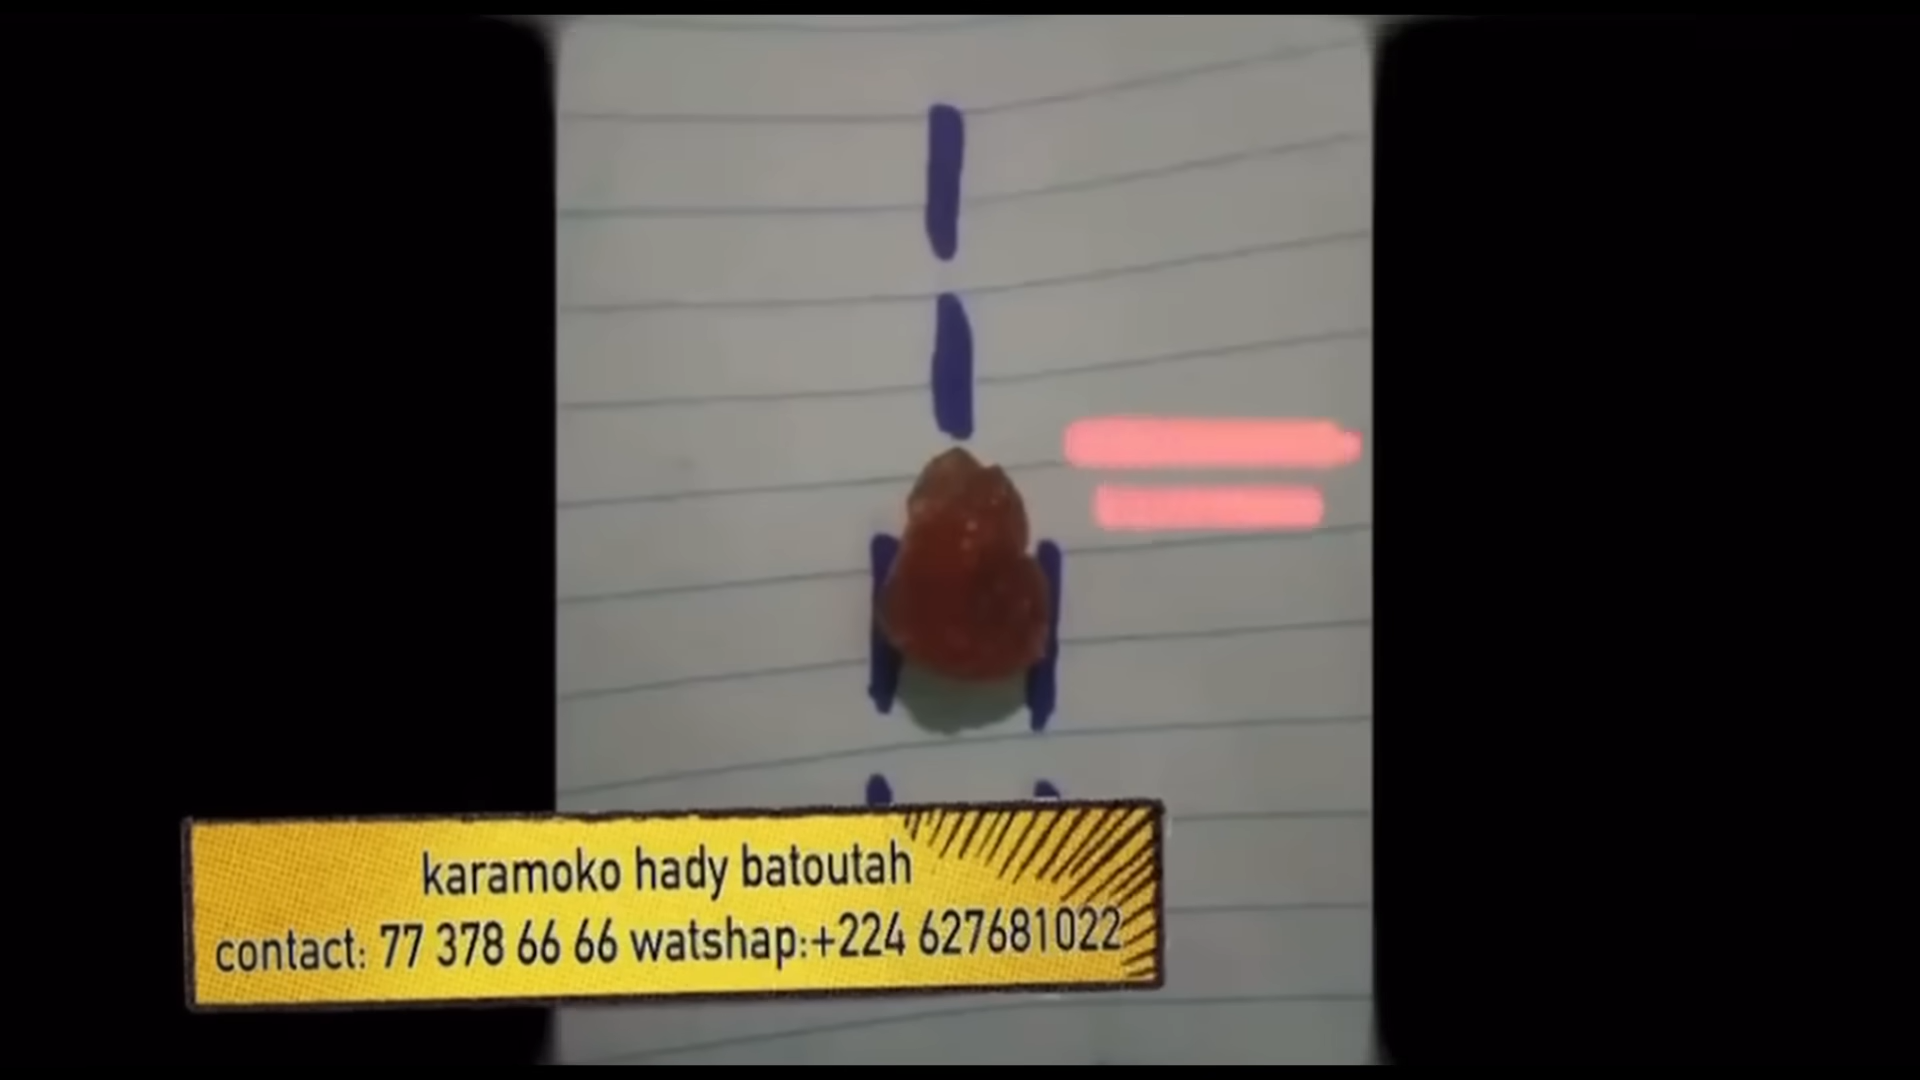 karamoko hady batoutah
contact: 77 378 66 66 watshap:+224 627681022